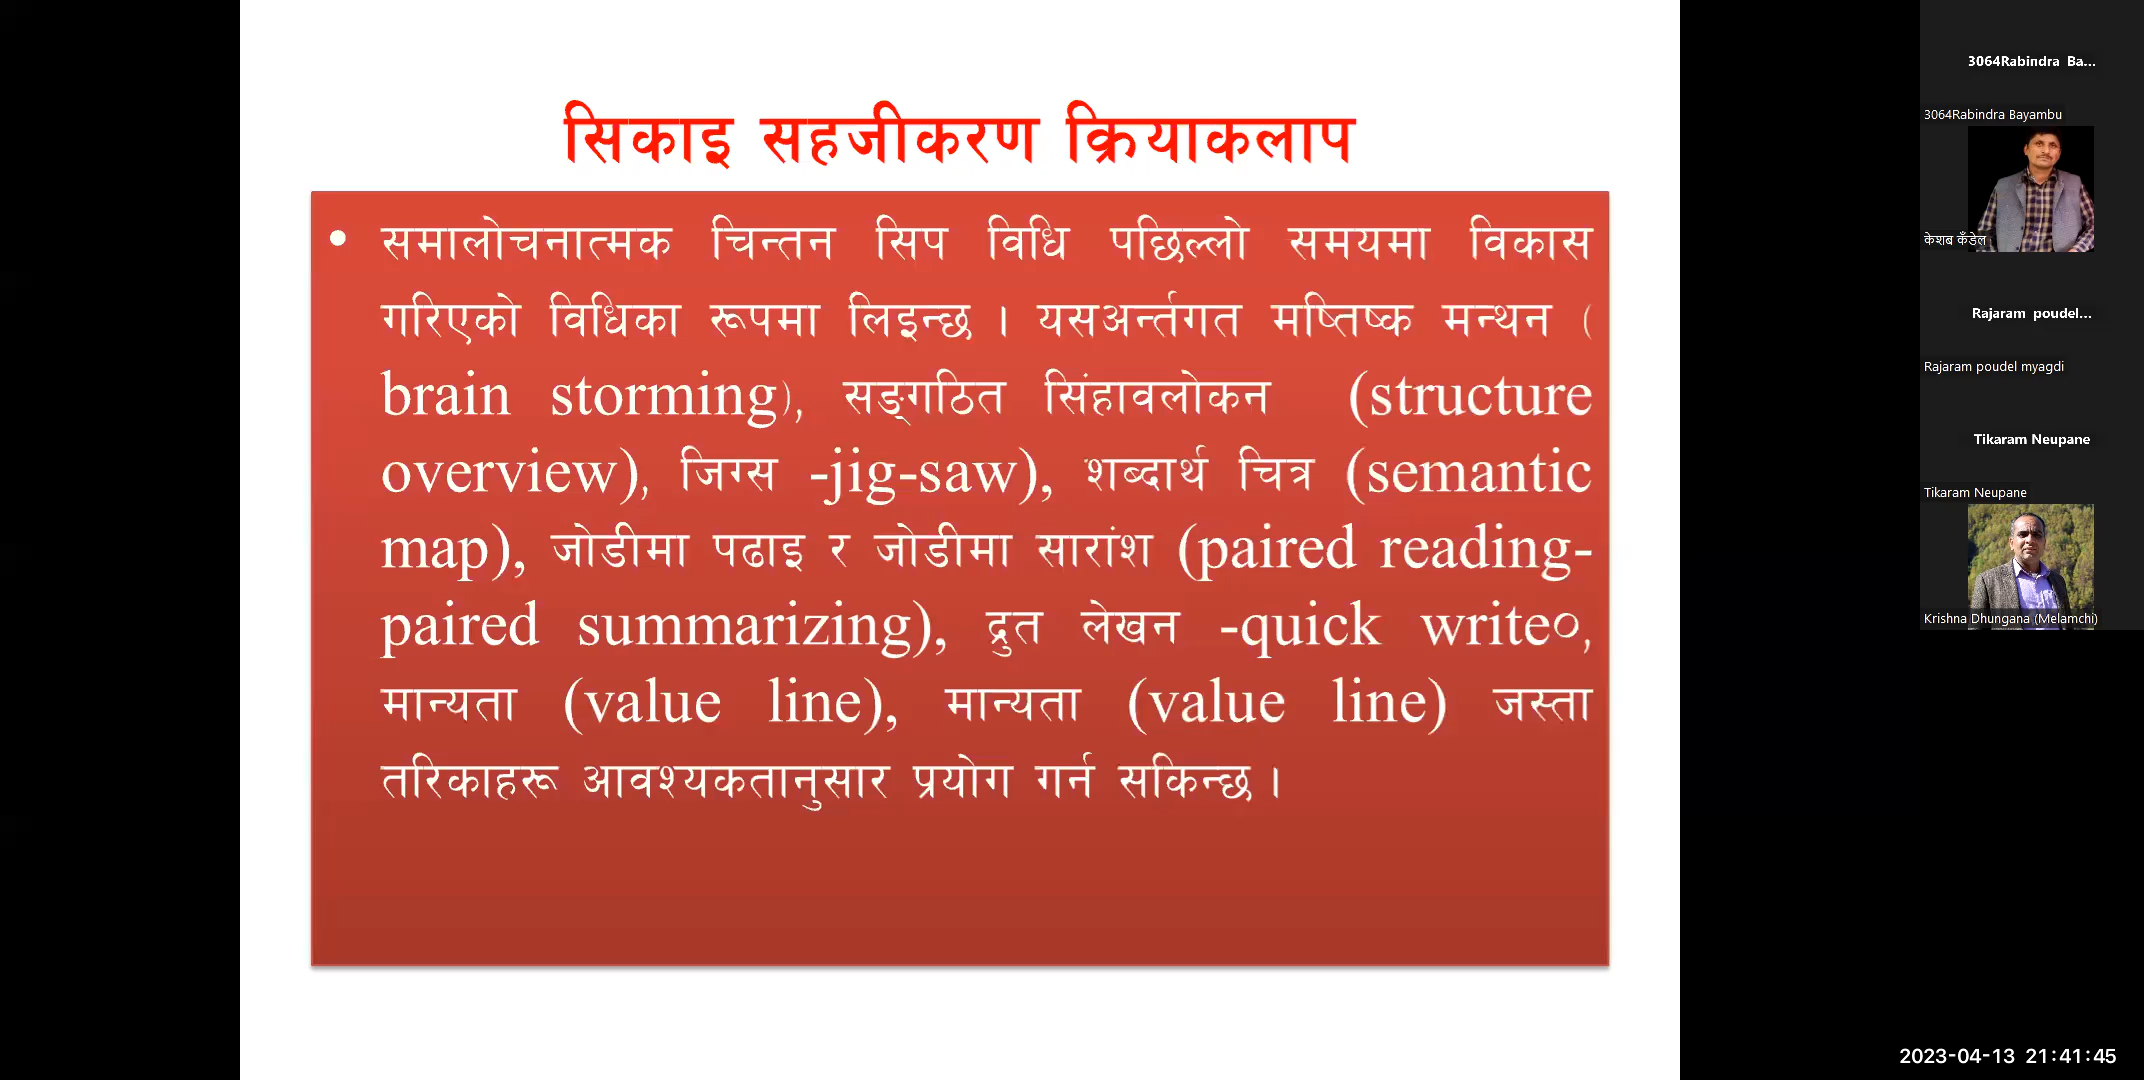 सिकाइ सहजीकरण क्रियाकलाप
• समालोचनात्मक चिन्तन सिप विधि पछिल्लो समयमा विकास
गरिएको विधिका रूपमा लिइन्छ । यसअन्र्तगत मष्तिष्क मन्थन (
brain storming), सङ्गठित सिंहावलोकन (structure
overview), जिग्स -jig-saw), शब्दार्थ चित्र (semantic
map), जोडीमा पढाइ र जोडीमा सारांश (paired reading-
paired summarizing), द्रुत लेखन -quick write०,
मान्यता (value line), मान्यता (value line) जस्ता
तरिकाहरू आवश्यकतानुसार प्रयोग गर्न सकिन्छ ।
3064Rabindra Ba...
3064Rabindra Bayambu
केशब कँडेल
Rajaram poudel...
Rajaram poudel myagdi
Tikaram Neupane
Tikaram Neupane
Krishna Dhungana (Melamchi)
2023-04-13 21:41:45